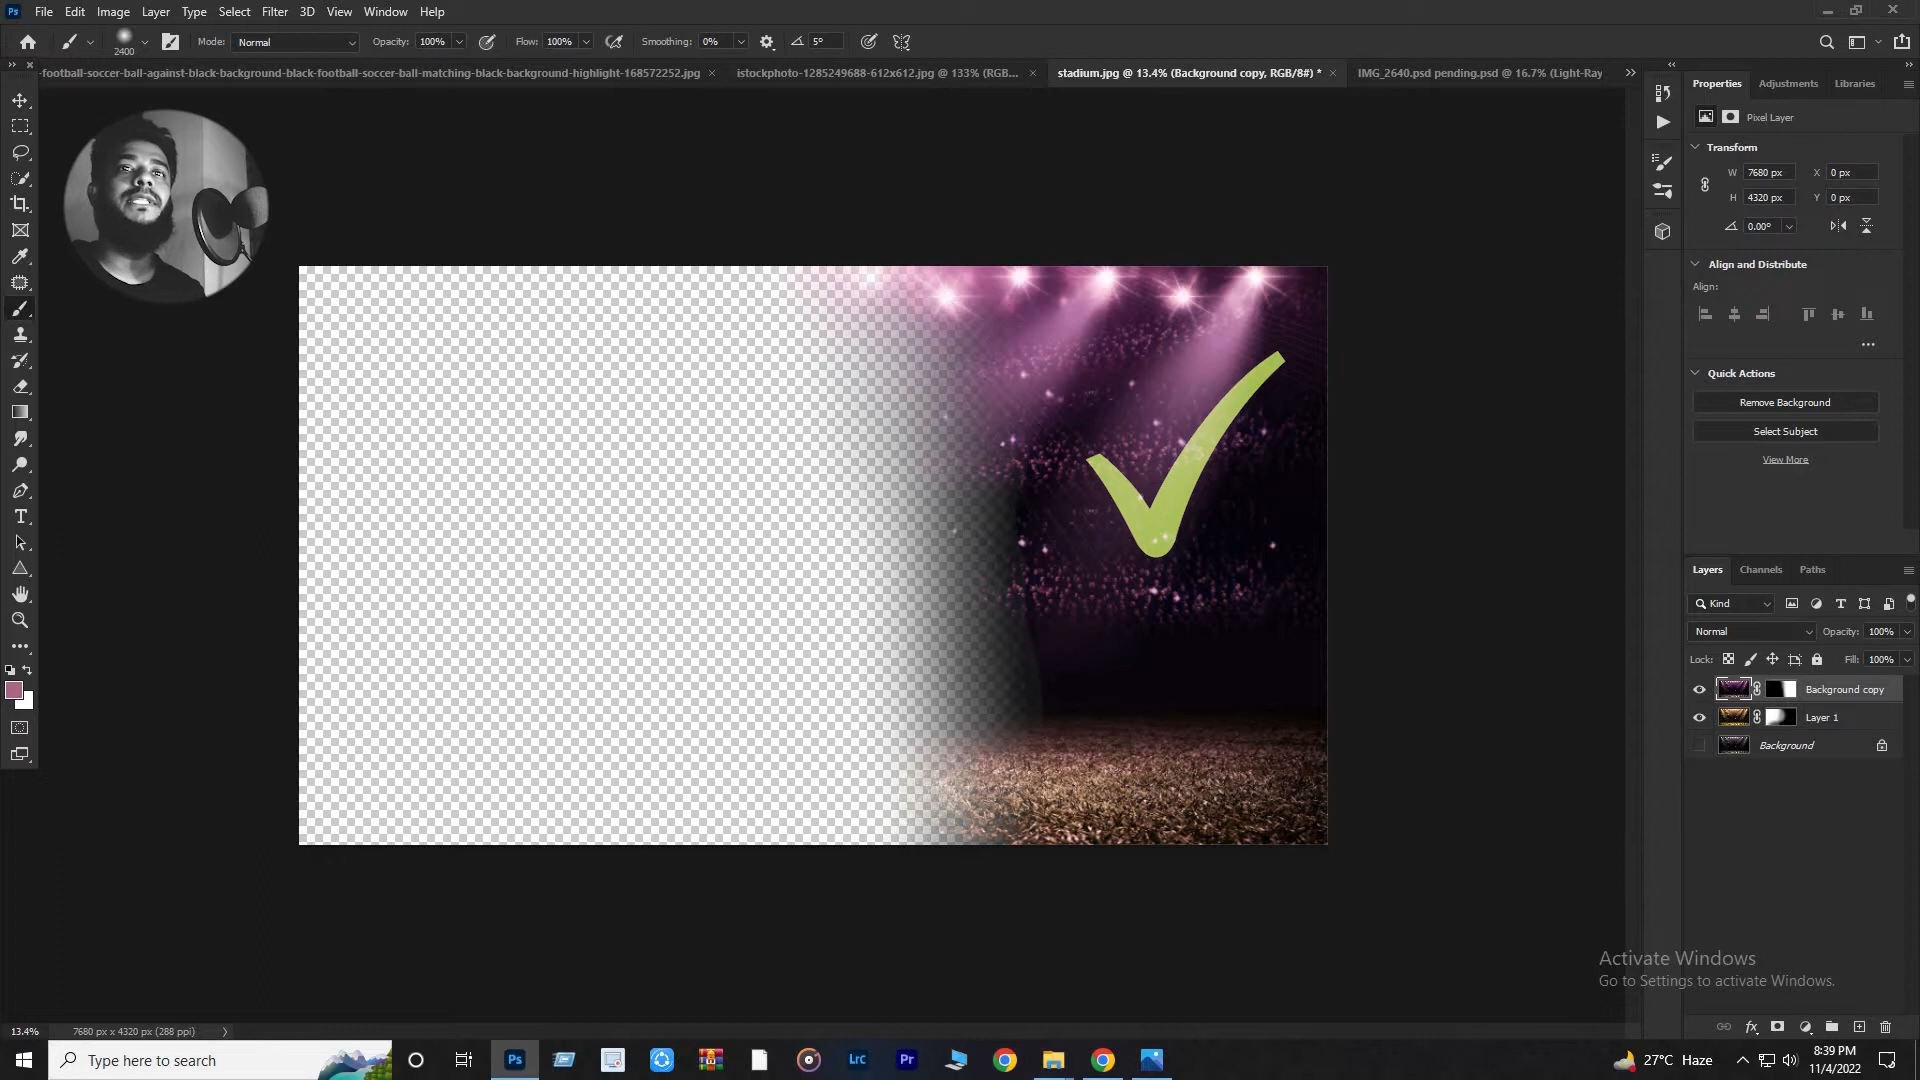 Ps File Edit Image Layer Type Select Filter 3D View Window Help
2400 Mode: Normal Opacity: 100% Flow: 100% Smoothing: 0% 5°
-football-soccer-ball-against-black-background-black-football-soccer-ball-matching-black-background-highlight-168572252.jpg × istockphoto-1285249688-612x612.jpg @ 133% (RGB... × stadium.jpg @ 13.4% (Background copy, RGB/8#) * × IMG_2640.psd pending.psd @ 16.7% (Light-Ray
Properties Adjustments Libraries
Pixel Layer
Transform
W 7680 px X 0 px
H 4320 px Y 0 px
0.00°
Align and Distribute
Align:
Quick Actions
Remove Background
Select Subject
View More
Layers Channels Paths
Kind
Normal Opacity: 100%
Lock: Fill: 100%
Background copy
Layer 1
Background
Activate Windows
Go to Settings to activate Windows.
13.4% 7680 px x 4320 px (288 ppi)
Type here to search Ps Lrc Pr 27°C Haze 8:39 PM
11/4/2022